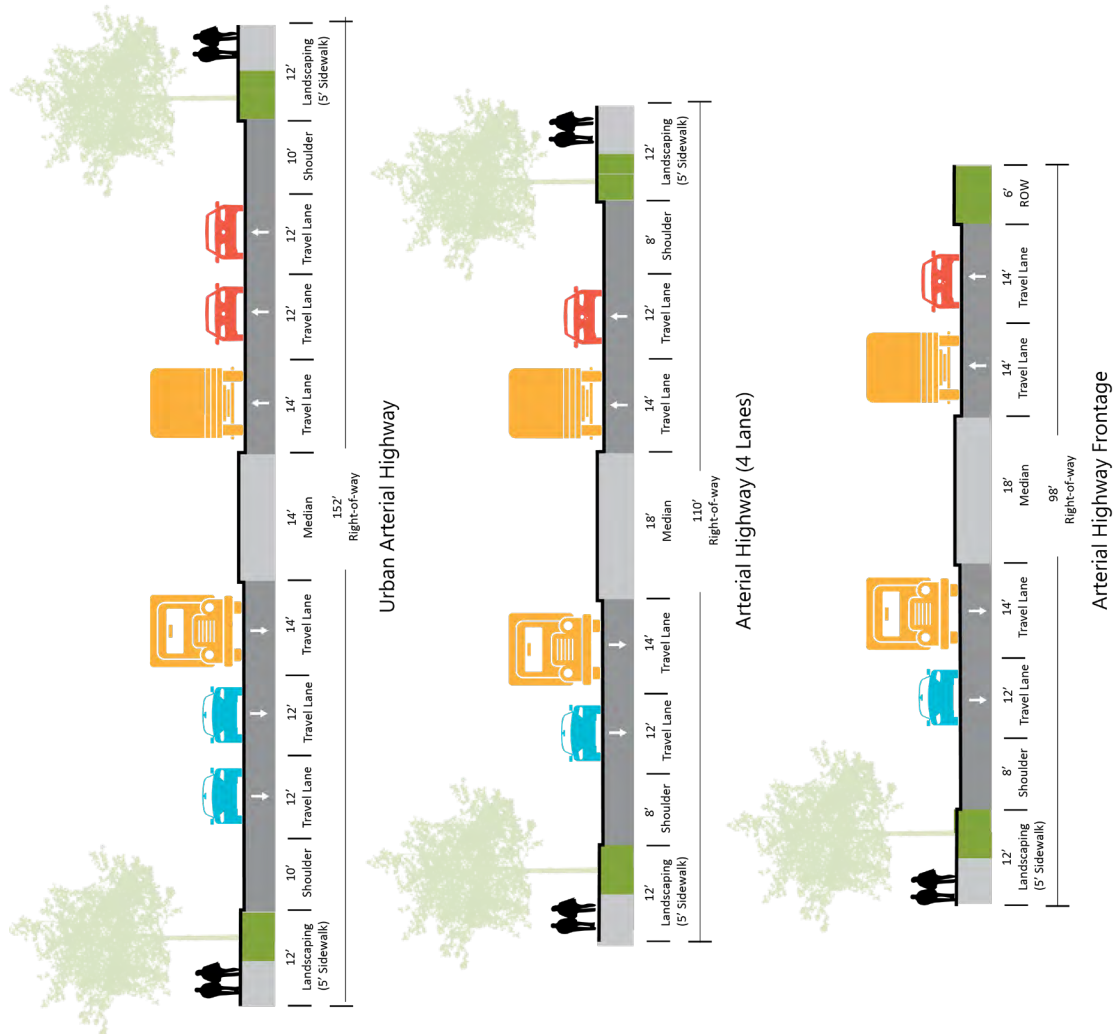 12'
Landscaping
(5' Sidewalk)
10'
Shoulder
12'
Travel Lane
12'
Travel Lane
14'
Travel Lane
14'
Median
14'
Travel Lane
12'
Travel Lane
12'
Travel Lane
10'
Shoulder
12'
Landscaping
(5' Sidewalk)
152'
Right-of-way
Urban Arterial Highway
12'
Landscaping
(5' Sidewalk)
8'
Shoulder
12'
Travel Lane
14'
Travel Lane
18'
Median
14'
Travel Lane
12'
Travel Lane
8'
Shoulder
12'
Landscaping
(5' Sidewalk)
110'
Right-of-way
Arterial Highway (4 Lanes)
12'
Landscaping
(5' Sidewalk)
8'
Shoulder
12'
Travel Lane
14'
Travel Lane
18'
Median
14'
Travel Lane
14'
Travel Lane
6'
ROW
98'
Right-of-way
Arterial Highway Frontage